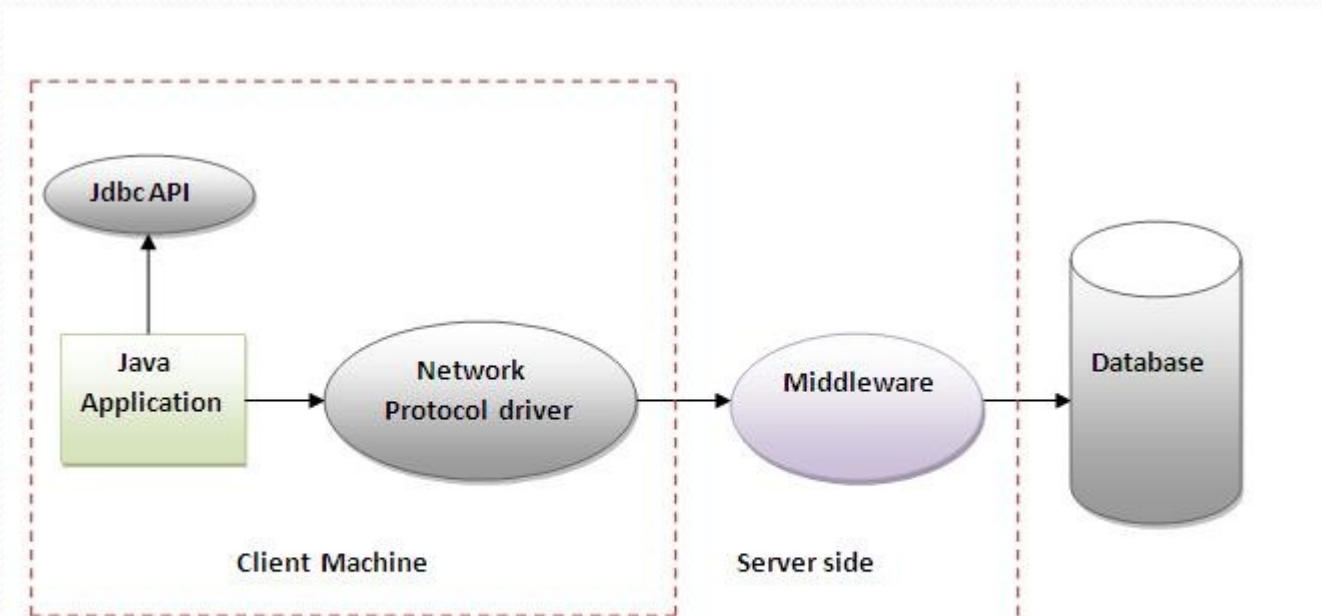 Jdbc API
Java
Application
Network
Protocol driver
Middleware
Database
Client Machine
Server side